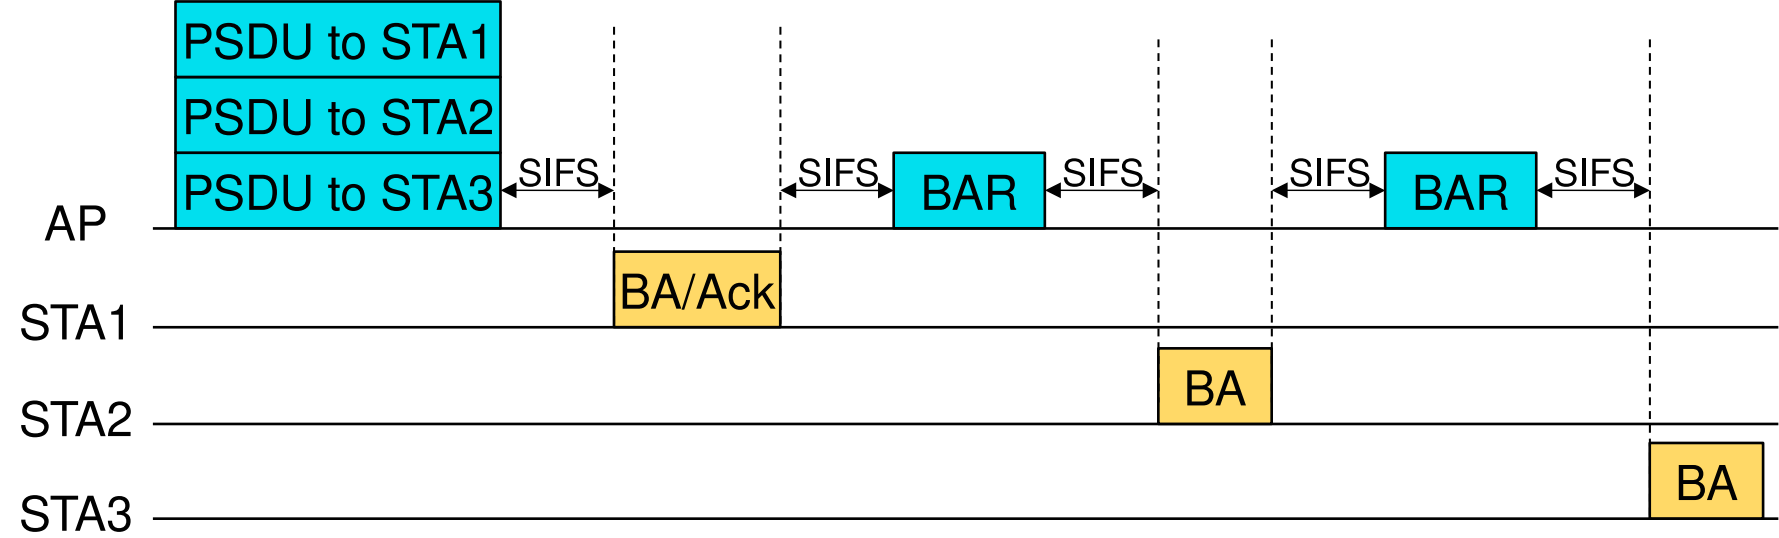 PSDU to STA1
PSDU to STA2
PSDU to STA3
SIFS
SIFS
BAR
SIFS
SIFS
BAR
SIFS
AP
BA/Ack
STA1
BA
STA2
BA
STA3